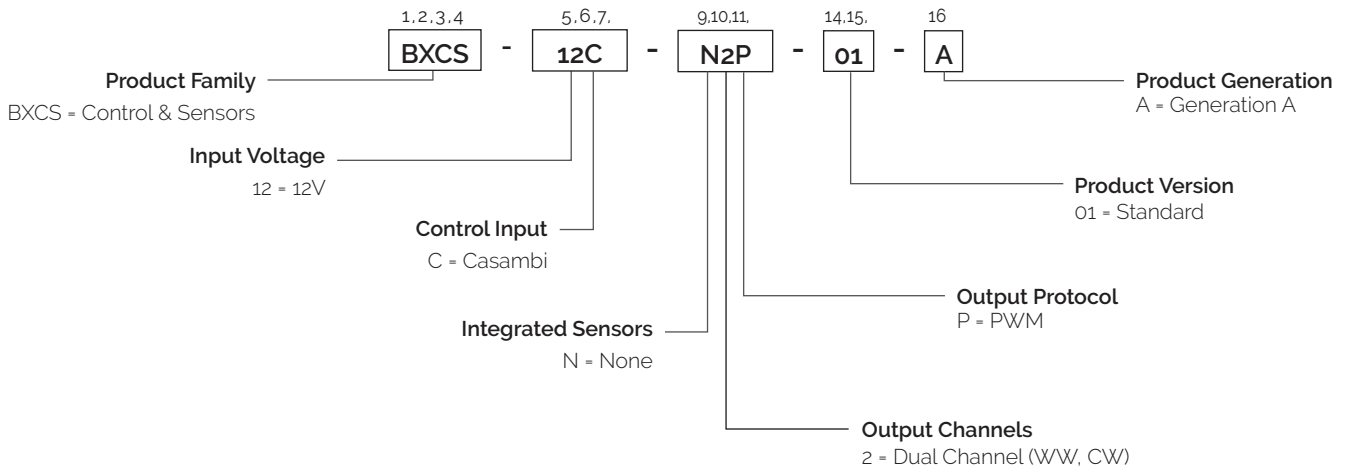 1,2,3,4 5,6,7, 9,10,11, 14,15, 16
BXCS - 12C - N2P - 01 - A
Product Family
BXCS = Control & Sensors
Product Generation
A = Generation A
Input Voltage
12 = 12V
Product Version
01 = Standard
Control Input
C = Casambi
Output Protocol
P = PWM
Integrated Sensors
N = None
Output Channels
2 = Dual Channel (WW, CW)